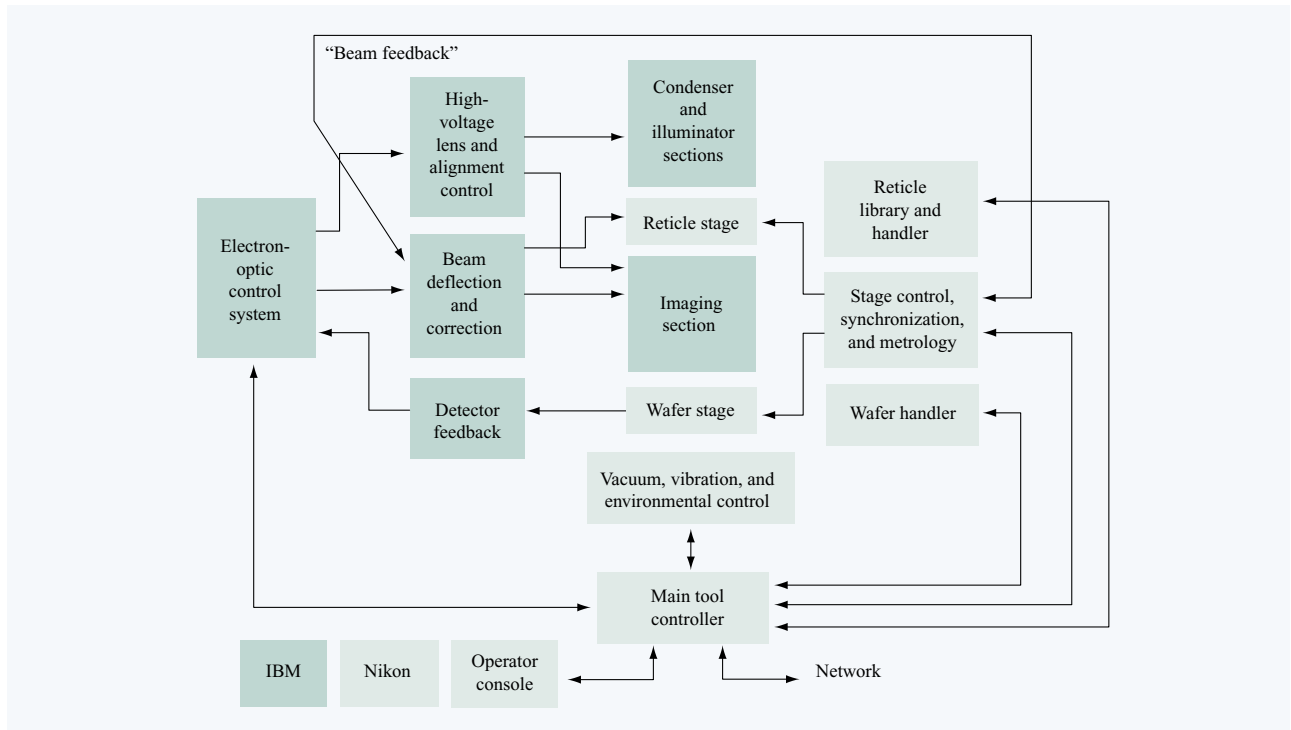 “Beam feedback”
High-
voltage
lens and
alignment
control
Condenser
and
illuminator
sections
Reticle
library and
handler
Electron-
optic
control
system
Beam
deflection
and
correction
Reticle stage
Imaging
section
Stage control,
synchronization,
and metrology
Detector
feedback
Wafer stage
Wafer handler
Vacuum, vibration, and
environmental control
Main tool
controller
IBM
Nikon
Operator
console
Network